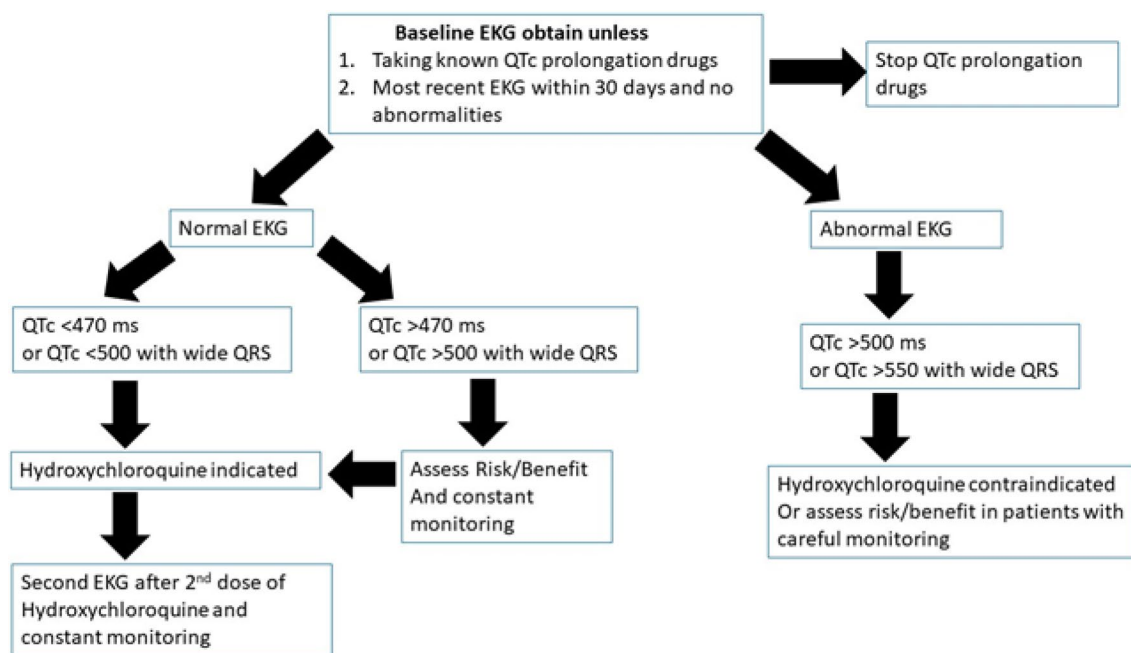 Baseline EKG obtain unless
1. Taking known QTc prolongation drugs
2. Most recent EKG within 30 days and no
abnormalities
Stop QTc prolongation
drugs
Normal EKG
Abnormal EKG
QTc <470 ms
or QTc <500 with wide QRS
QTc >470 ms
or QTc >500 with wide QRS
QTc >500 ms
or QTc >550 with wide QRS
Hydroxychloroquine indicated
Assess Risk/Benefit
And constant
monitoring
Hydroxychloroquine contraindicated
Or assess risk/benefit in patients with
careful monitoring
Second EKG after 2nd dose of
Hydroxychloroquine and
constant monitoring